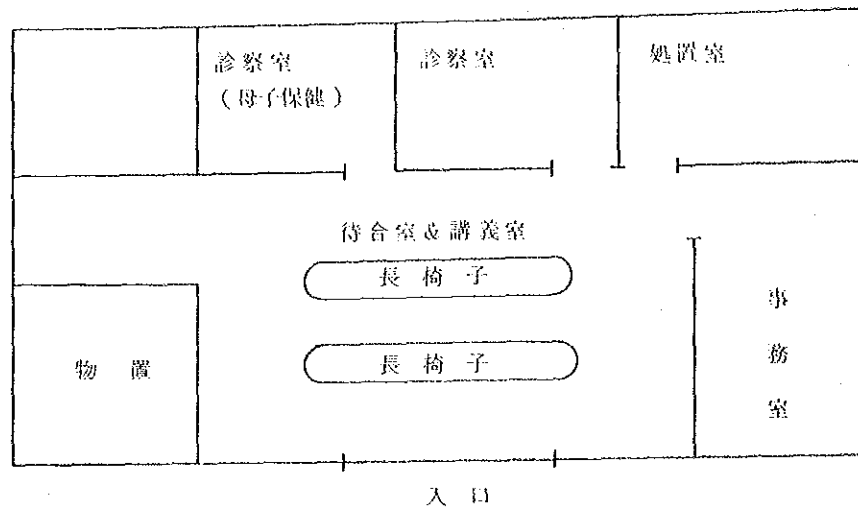 診察室
(母子保健)
診察室
処置室
待合室&講義室
長椅子
長椅子
物置
事務室
入口